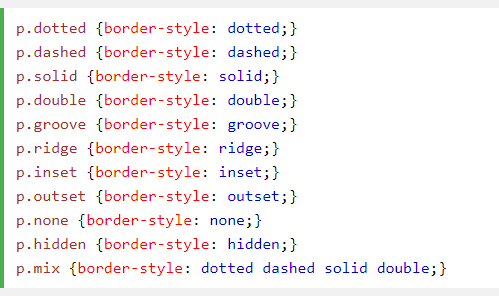 p.dotted {border-style: dotted;}
p.dashed {border-style: dashed;}
p.solid {border-style: solid;}
p.double {border-style: double;}
p.groove {border-style: groove;}
p.ridge {border-style: ridge;}
p.inset {border-style: inset;}
p.outset {border-style: outset;}
p.none {border-style: none;}
p.hidden {border-style: hidden;}
p.mix {border-style: dotted dashed solid double;}